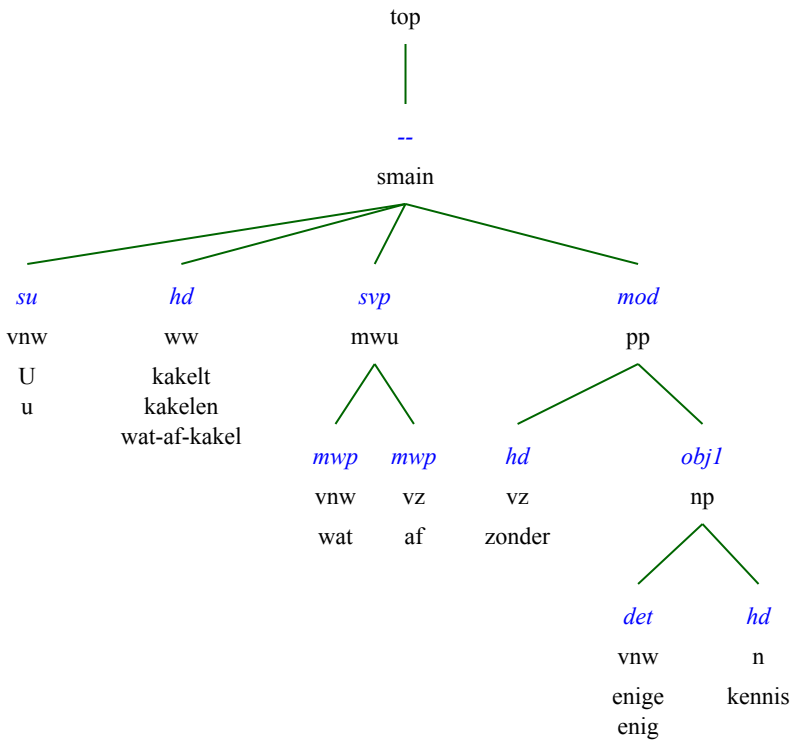 top
--
smain
su hd svp mod
vnw ww mwu pp
U kakelt
u kakelen
wat-af-kakel
mwp mwp hd obj1
vnw vz vz np
wat af zonder
det hd
vnw n
enige kennis
enig